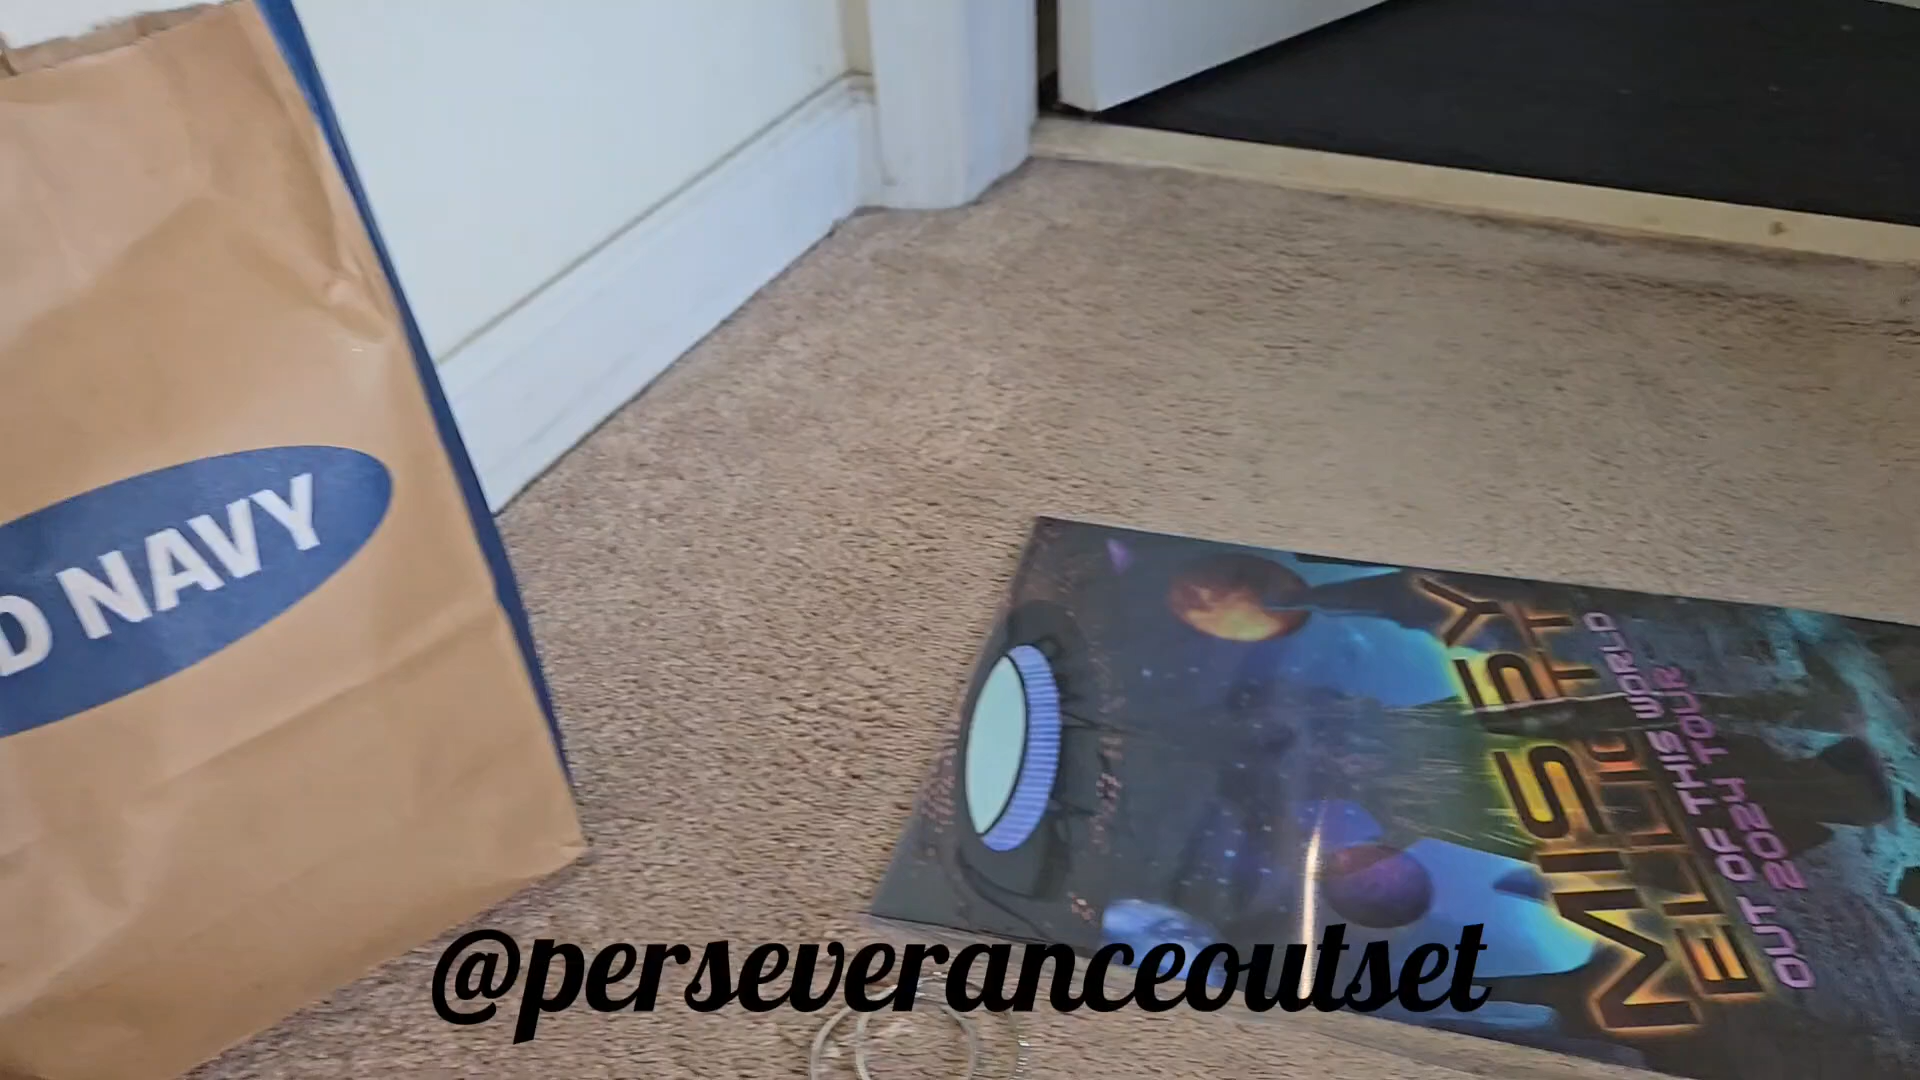 D NAVY
MISSY
ELLIOTT
OUT OF THIS WORLD
2024 TOUR
@perseveranceoutset